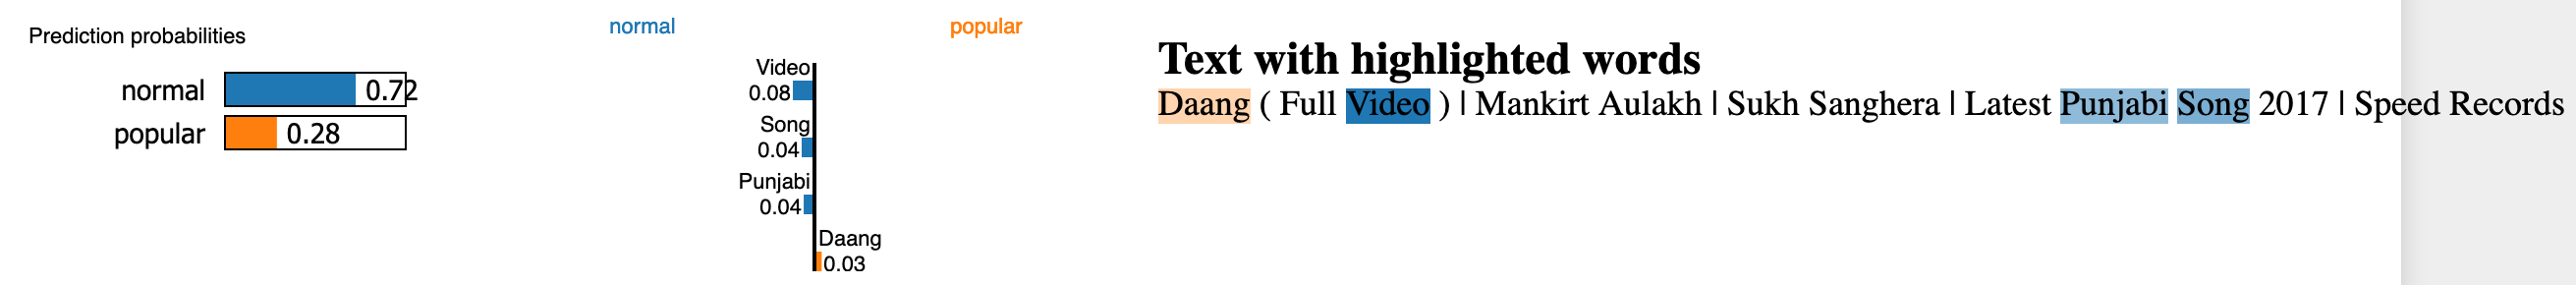 Prediction probabilities
normal 0.72
popular 0.28
normal popular
Video
0.08
Song
0.04
Punjabi
0.04
Daang
0.03
Text with highlighted words
Daang ( Full Video ) | Mankirt Aulakh | Sukh Sanghera | Latest Punjabi Song 2017 | Speed Records